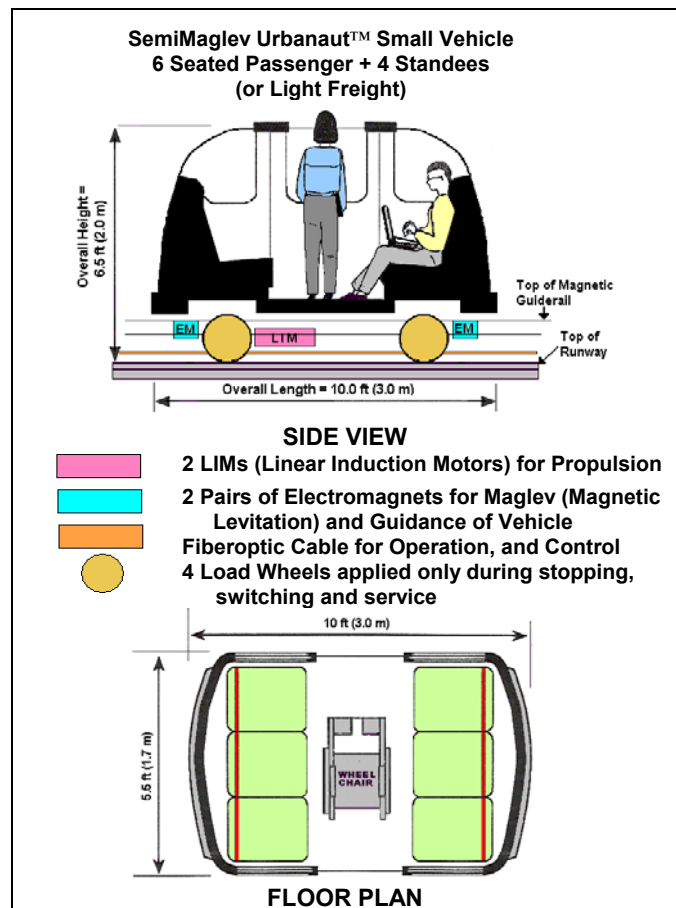 SemiMaglev Urbanaut™ Small Vehicle
6 Seated Passenger + 4 Standees
(or Light Freight)
Overall Height =
6.5 ft (2.0 m)
Top of Magnetic
Guiderail
EM
LIM
EM
Top of
Runway
Overall Length = 10.0 ft (3.0 m)
SIDE VIEW
2 LIMs (Linear Induction Motors) for Propulsion
2 Pairs of Electromagnets for Maglev (Magnetic
Levitation) and Guidance of Vehicle
Fiberoptic Cable for Operation, and Control
4 Load Wheels applied only during stopping,
switching and service
10 ft (3.0 m)
5.5 ft (1.7 m)
WHEEL
CHAIR
FLOOR PLAN